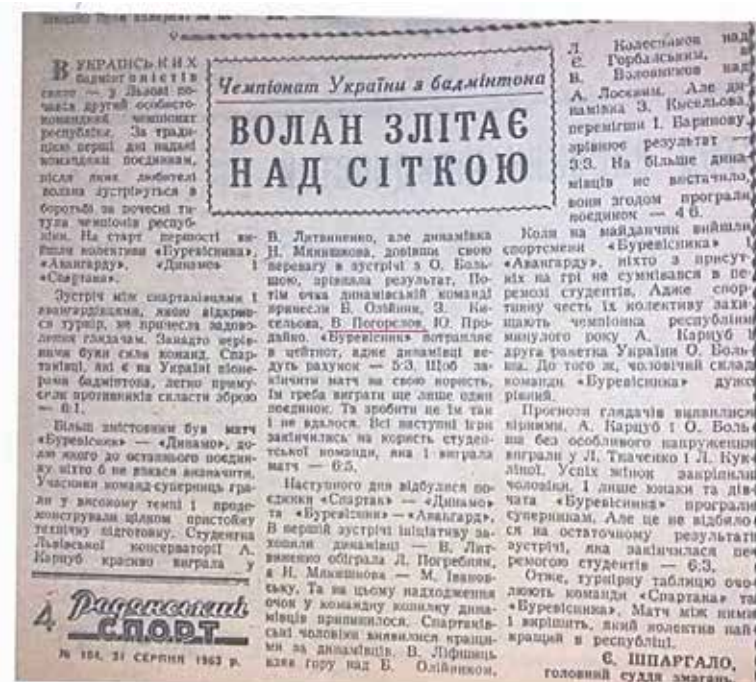 Чемпіонат України з бадмінтона
ВОЛАН ЗЛІТАЄ
НАД СІТКОЮ
В УКРАЇНСЬКИХ
бадмінтоністів
свято — у Львові по-
чався другий особисто-
командний чемпіонат
республіки. За тради-
цією перші дні надані
командним поєдинкам,
після яких любителі
волана зустрінуться в
боротьбі за почесні ти-
тули чемпіонів респуб-
ліки. На старт першості ви-
йшли колективи «Буревісника»,
«Авангарду», «Динамо» і
«Спартака».
Зустріч між спартаківцями і
авангардівцями, якою відкрив-
ся турнір, не принесла задово-
лення глядачам. Занадто нерів-
ними були сили команд. Спар-
таківці, які є на Україні піоне-
рами бадмінтона, легко приму-
сили противників скласти зброю
— 6:1.
Більш змістовним був матч
«Буревісник» — «Динамо», до-
лю якого до останнього поєдин-
ку ніхто б не взявся визначити.
Учасники команд-суперниць гра-
ли у високому темпі і проде-
монстрували цілком пристойну
технічну підготовку. Студентка
Львівської консерваторії А.
Карцуб красиво виграла у
В. Литвиненко, але динамівка
Н. Мянишкова, довівши свою
перевагу в зустрічі з О. Боль-
шою, зрівняла результат. По-
тім очка динамівській команді
принесли Б. Олійник, З. Ки-
сельова, В. Погорелов, Ю. Про-
дайко. «Буревісник» потрапляє
в цейтнот, адже динамівці ве-
дуть рахунок — 5:3. Щоб за-
кінчити матч на свою користь,
їм треба виграти ще лише один
поєдинок. Та зробити це їм так
і не вдалося. Всі наступні ігри
закінчились на користь студен-
тської команди, яка і виграла
матч — 6:5.
Наступного дня відбулися по-
єдинки «Спартак» — «Динамо»
та «Буревісник» — «Авангард».
В першій зустрічі ініціативу за-
хопили динамівці — В. Лит-
виненко обіграла Л. Погребняк,
а Н. Мянишкова — М. Іванов-
ську. Та на цьому надходження
очок у командну копилку дина-
мівців припинилося. Спартаків-
ські чоловіки виявилися кращи-
ми за динамівців. В. Ліфшиць
взяв гору над Б. Олійником,
Л. Колесников над
Є. Горбальським, а
В. Воловиков над
А. Лоскиим. Але ди-
намівка З. Кисельова,
перемігши І. Варинову,
зрівнює результат —
3:3. На більше дина-
мівців не вистачило,
вони згодом програли
поєдинок — 4:6.
Коли на майданчик вийшли
спортсмени «Буревісника» і
«Авангарду», ніхто з присут-
ніх на грі не сумнівався в пе-
ремозі студентів. Адже спор-
тивну честь їх колективу захи-
щають чемпіонка республіки
минулого року А. Карцуб і
друга ракетка України О. Боль-
ша. До того ж, чоловічий склад
команди «Буревісника» дуже
рівний.
Прогнози глядачів виявились
вірними. А. Карцуб і О. Боль-
ша без особливого напруження
виграли у Л. Ткаченко і Л. Кук-
ліної. Успіх жінок закріпили
чоловіки. І лише юнаки та дів-
чата «Буревісника» програли
суперникам. Але це не відбило-
ся на остаточному результаті
зустрічі, яка закінчилася пе-
ремогою студентів — 6:3.
Отже, турнірну таблицю очо-
люють команди «Спартака» та
«Буревісника». Матч між ними
і вирішить, який колектив най-
кращий в республіці.
Є. ШПАРГАЛО,
головний суддя змагань.
4 Радянський
СПОРТ
№ 104, 31 СЕРПНЯ 1963 Р.